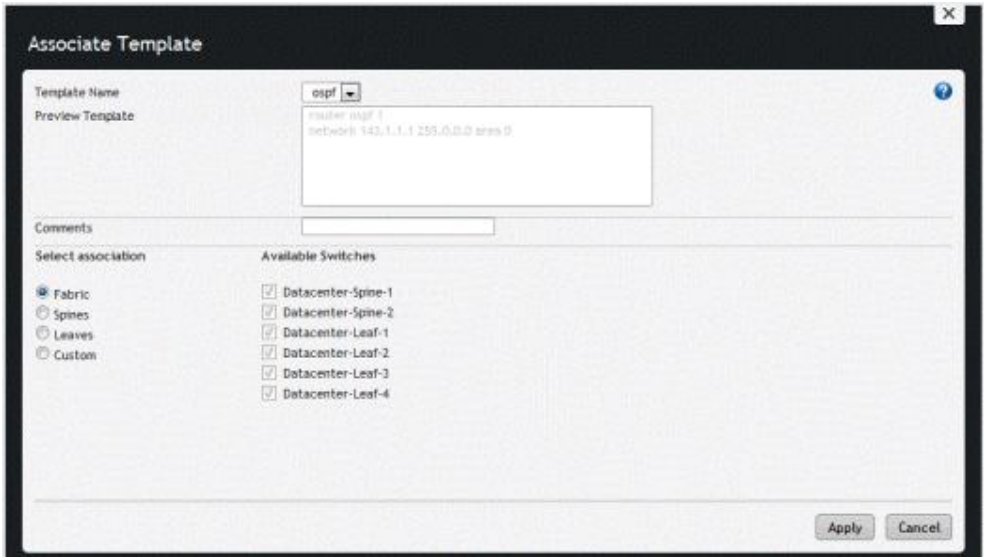 Associate Template
Template Name
ospf
Preview Template
router ospf 1
network 143.1.1.1 255.0.0.0 area 0
Comments
Select association
Available Switches
Fabric
Spines
Leaves
Custom
Datacenter-Spine-1
Datacenter-Spine-2
Datacenter-Leaf-1
Datacenter-Leaf-2
Datacenter-Leaf-3
Datacenter-Leaf-4
Apply
Cancel